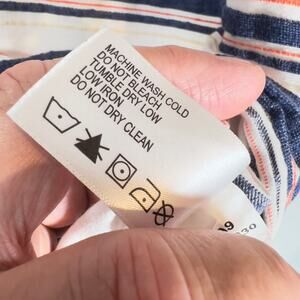 MACHINE WASH COLD
DO NOT BLEACH
TUMBLE DRY LOW
LOW IRON
DO NOT DRY CLEAN